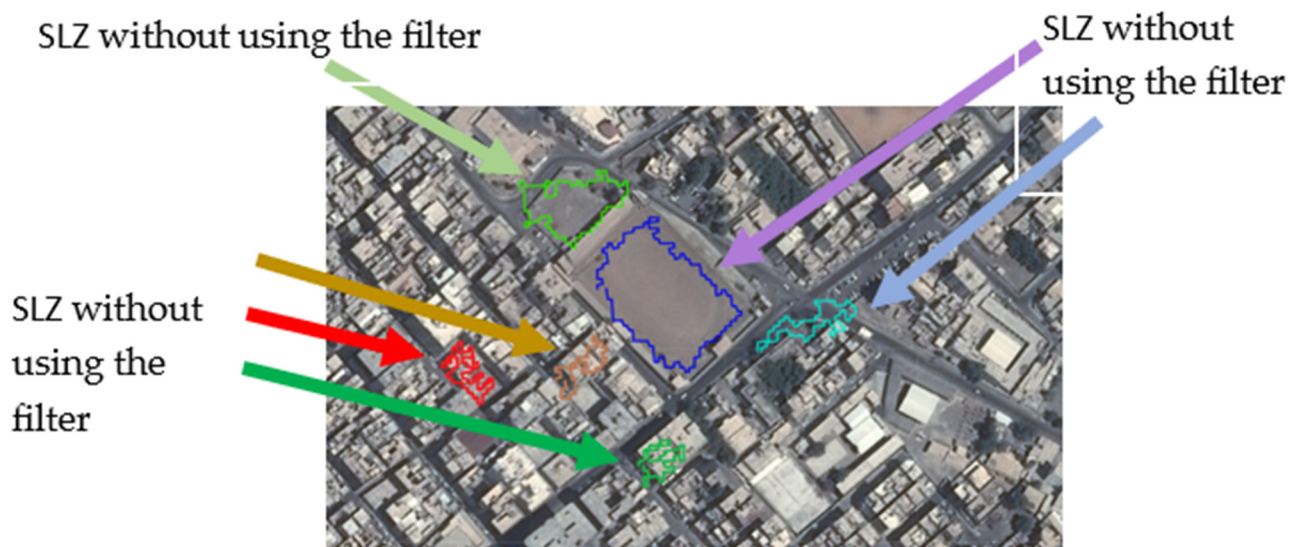 SLZ without using the filter
SLZ without
using the filter
SLZ without
using the
filter